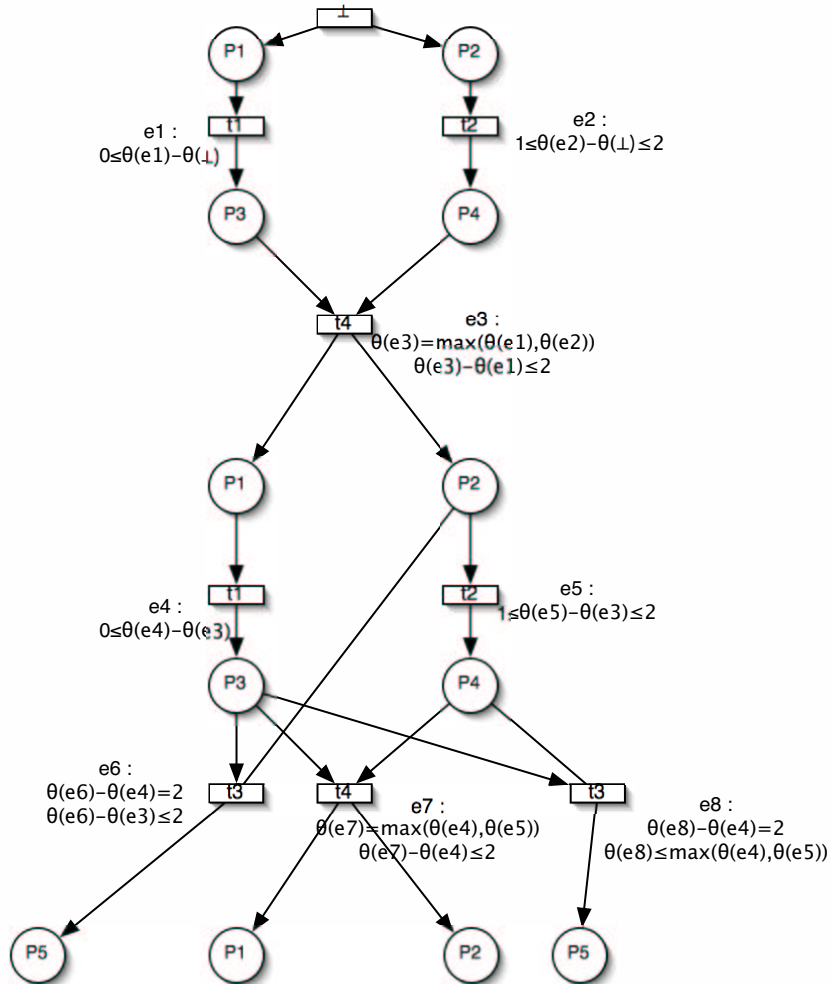 ⊥
P1
P2
t1
t2
e1 :
0≤θ(e1)−θ(⊥)
e2 :
1≤θ(e2)−θ(⊥)≤2
P3
P4
t4
e3 :
θ(e3)=max(θ(e1),θ(e2))
θ(e3)−θ(e1)≤2
P1
P2
t1
t2
e4 :
0≤θ(e4)−θ(e3)
e5 :
1≤θ(e5)−θ(e3)≤2
P3
P4
e6 :
θ(e6)−θ(e4)=2
θ(e6)−θ(e3)≤2
t3
t4
t3
e7 :
θ(e7)=max(θ(e4),θ(e5))
θ(e7)−θ(e4)≤2
e8 :
θ(e8)−θ(e4)=2
θ(e8)≤max(θ(e4),θ(e5))
P5
P1
P2
P5